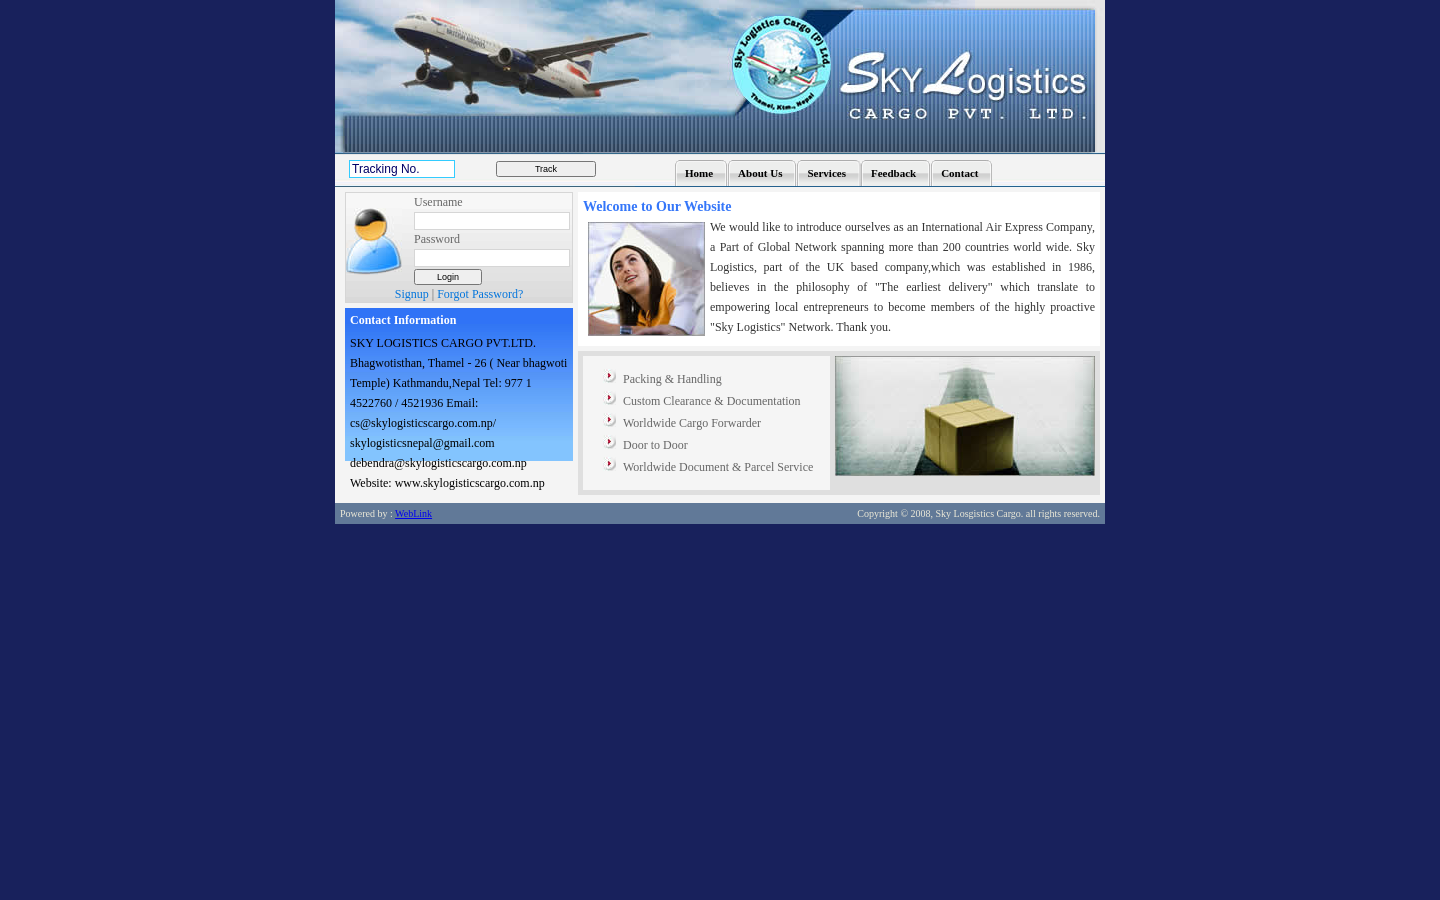 Sky Logistics Cargo (P) Ltd.
Thamel, Ktm., Nepal
SKY Logistics
CARGO PVT. LTD.
Tracking No.
Track
Home
About Us
Services
Feedback
Contact
Username
Password
Login
Signup | Forgot Password?
Contact Information
SKY LOGISTICS CARGO PVT.LTD.
Bhagwotisthan, Thamel - 26 ( Near bhagwoti
Temple) Kathmandu,Nepal Tel: 977 1
4522760 / 4521936 Email:
cs@skylogisticscargo.com.np/
skylogisticsnepal@gmail.com
debendra@skylogisticscargo.com.np
Website: www.skylogisticscargo.com.np
Welcome to Our Website
We would like to introduce ourselves as an International Air Express Company,
a Part of Global Network spanning more than 200 countries world wide. Sky
Logistics, part of the UK based company,which was established in 1986,
believes in the philosophy of "The earliest delivery" which translate to
empowering local entrepreneurs to become members of the highly proactive
"Sky Logistics" Network. Thank you.
Packing & Handling
Custom Clearance & Documentation
Worldwide Cargo Forwarder
Door to Door
Worldwide Document & Parcel Service
Powered by : WebLink
Copyright © 2008, Sky Losgistics Cargo. all rights reserved.